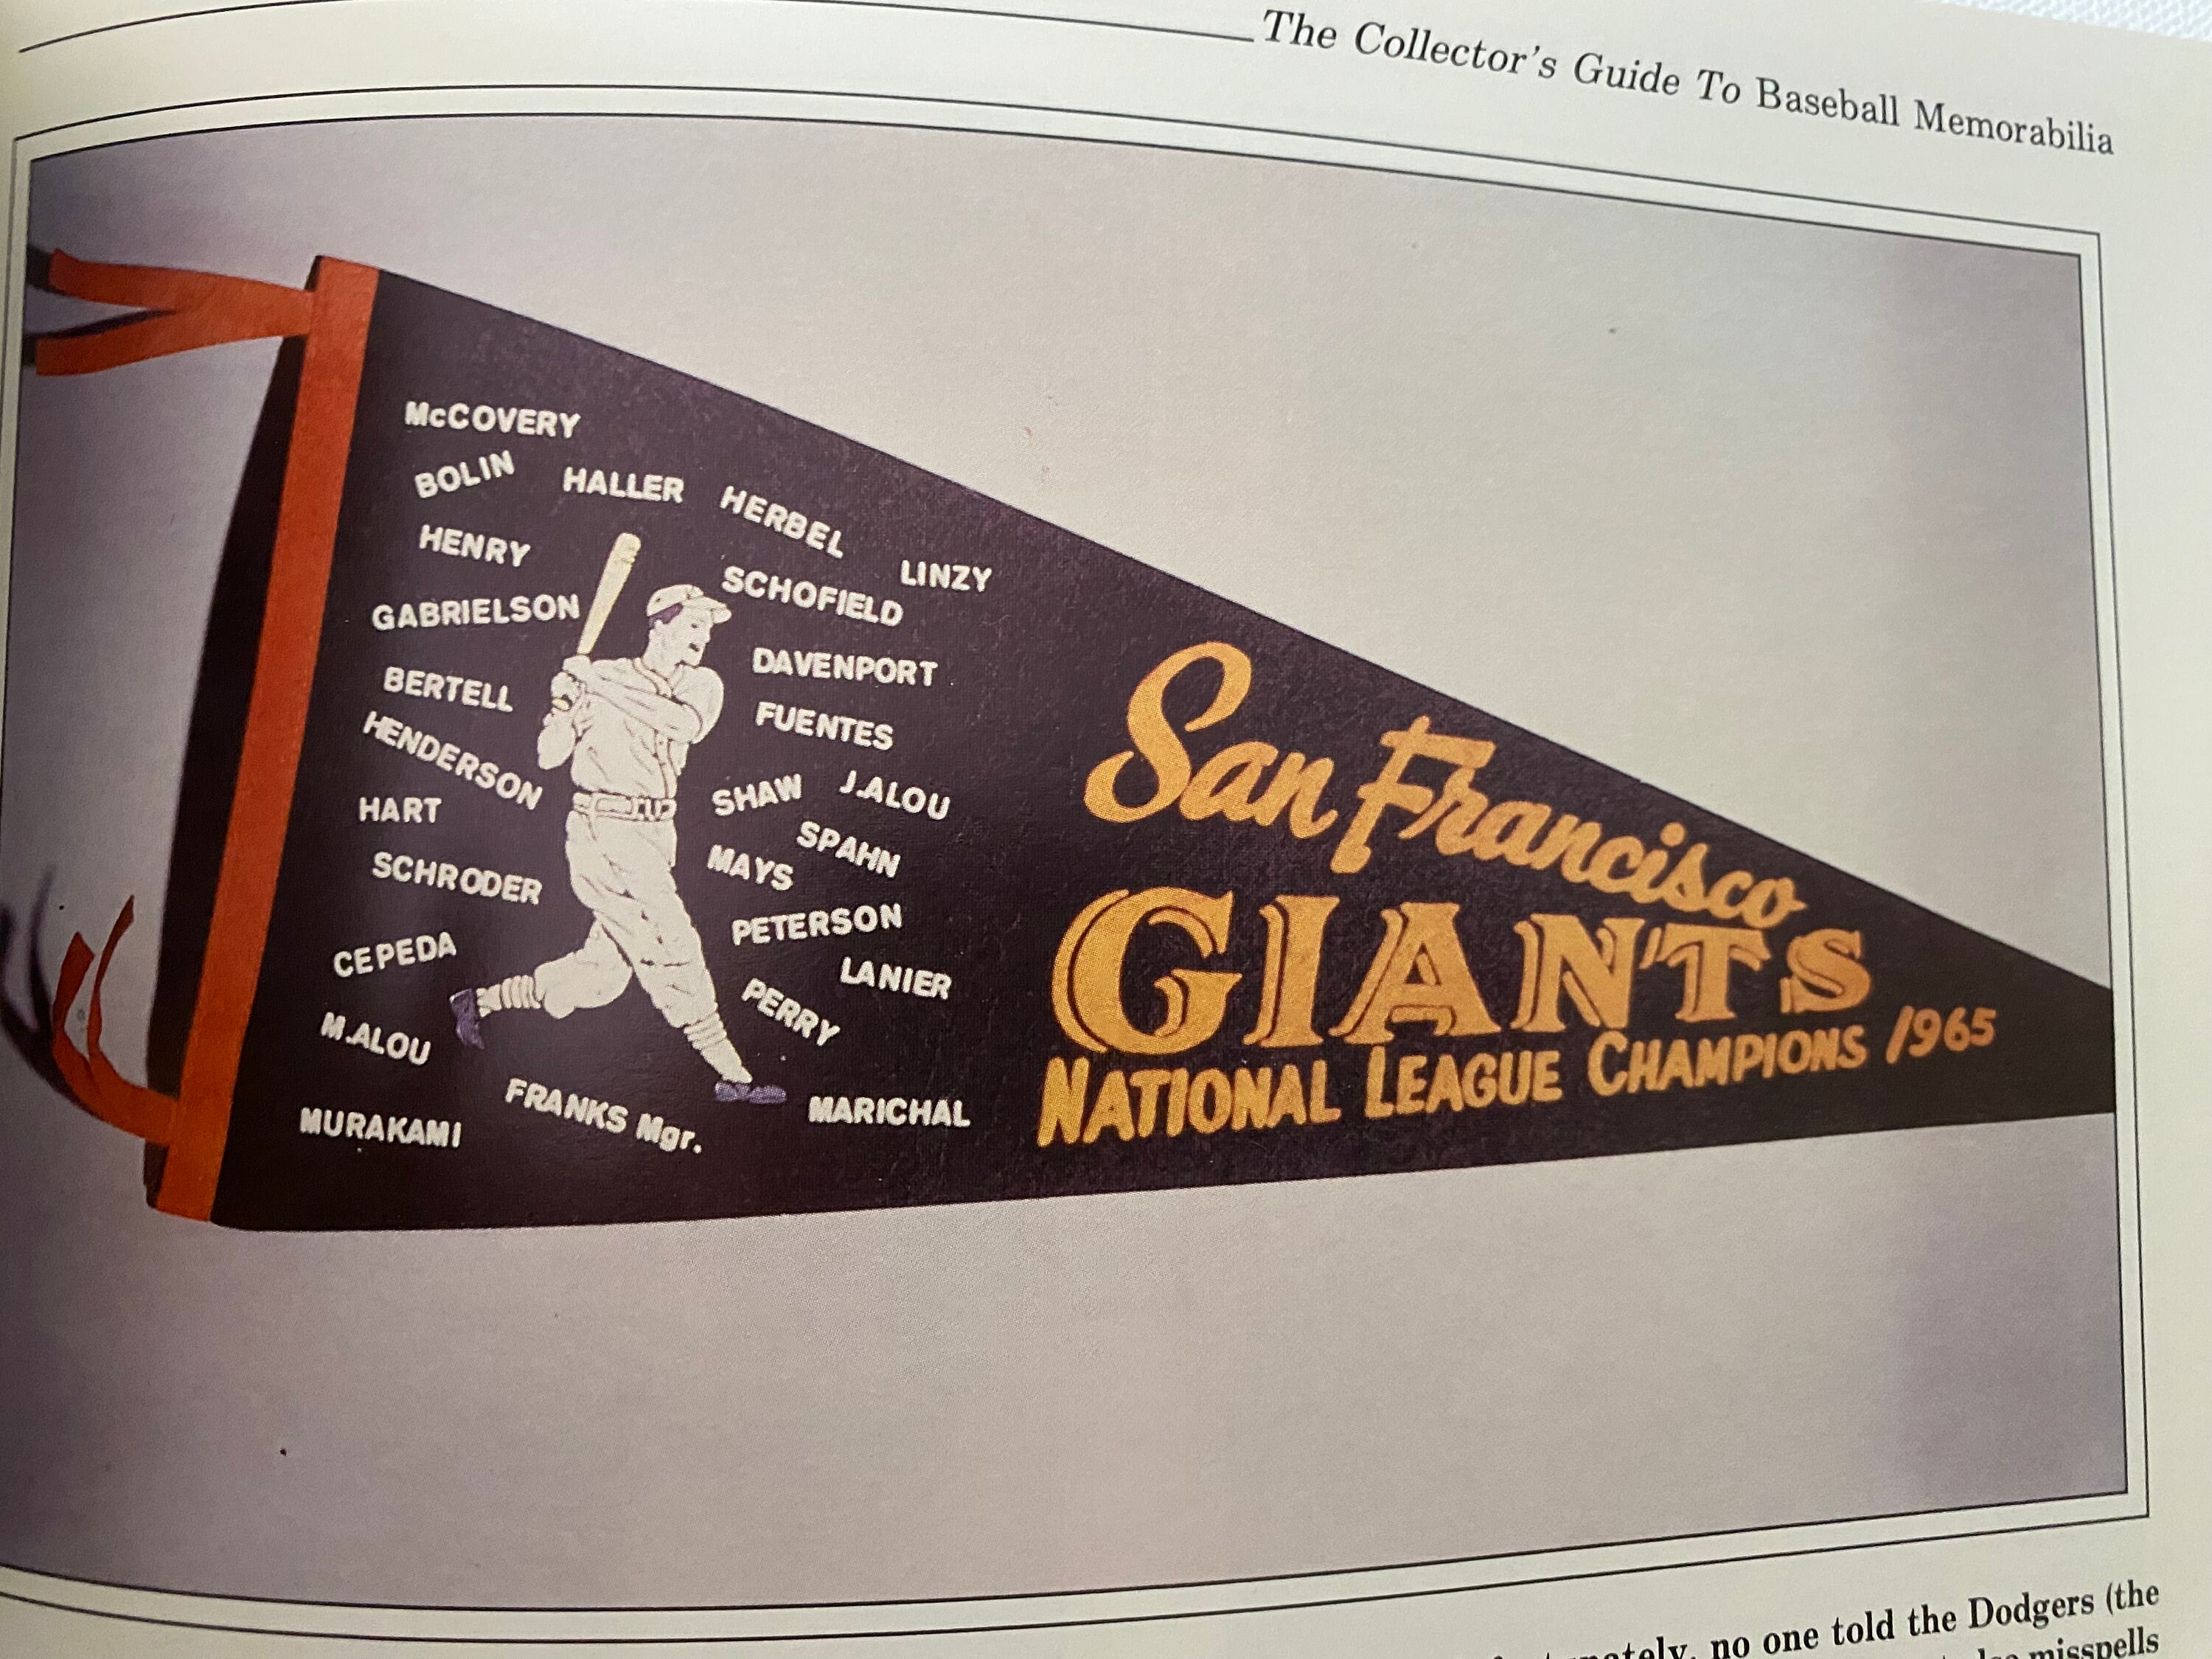 The Collector's Guide To Baseball Memorabilia
McCOVERY
BOLIN
HALLER
HERBEL
LINZY
HENRY
SCHOFIELD
GABRIELSON
DAVENPORT
BERTELL
FUENTES
HENDERSON
SHAW
J.ALOU
HART
SPAHN
MAYS
SCHRODER
PETERSON
CEPEDA
LANIER
PERRY
M.ALOU
FRANKS Mgr.
MARICHAL
MURAKAMI
San Francisco
GIANTS
NATIONAL LEAGUE CHAMPIONS /1965
no one told the Dodgers (the
misspells